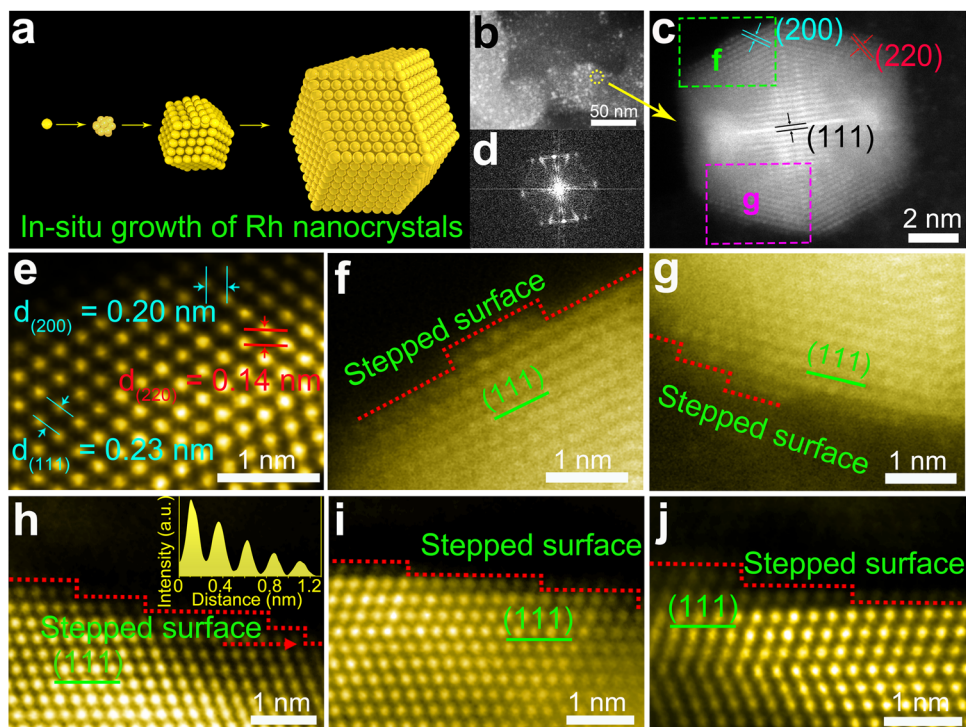 a
In-situ growth of Rh nanocrystals
b
50 nm
d
c
f
(200)
(220)
(111)
g
2 nm
e
d(200) = 0.20 nm
d(220) = 0.14 nm
d(111) = 0.23 nm
1 nm
f
Stepped surface
(111)
1 nm
g
(111)
Stepped surface
1 nm
h
Intensity (a.u.)
0 0.4 0.8 1.2
Distance (nm)
Stepped surface
(111)
1 nm
i
Stepped surface
(111)
1 nm
j
Stepped surface
(111)
1 nm